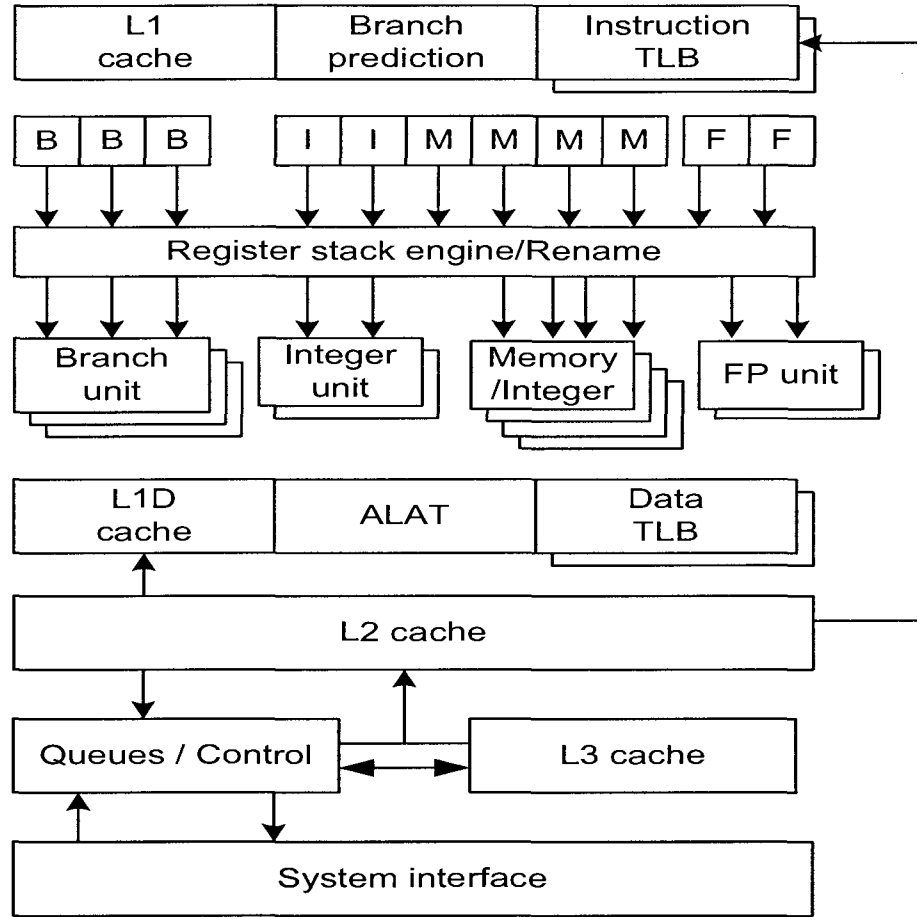 L1
cache
Branch
prediction
Instruction
TLB
B B B I I M M M M F F
Register stack engine/Rename
Branch
unit
Integer
unit
Memory
/Integer
FP unit
L1D
cache
ALAT
Data
TLB
L2 cache
Queues / Control
L3 cache
System interface